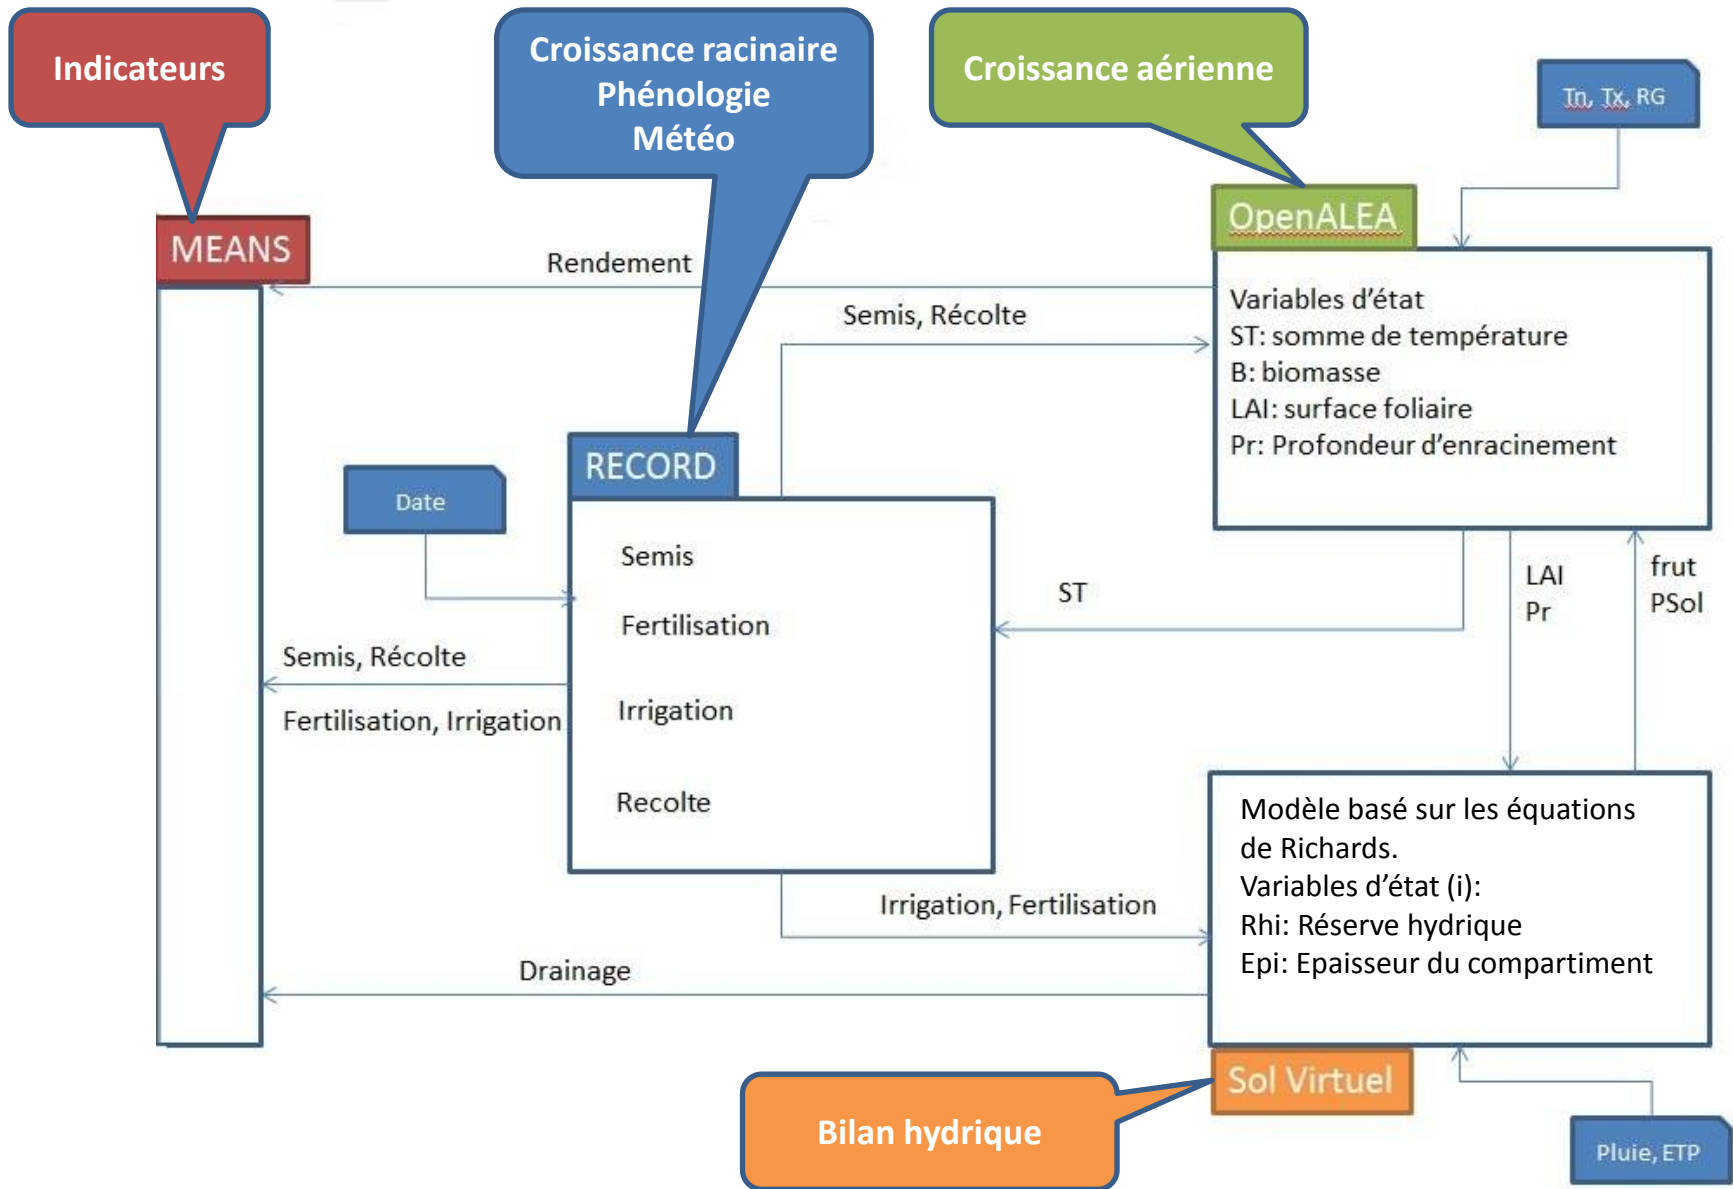 Indicateurs
Croissance racinaire
Phénologie
Météo
Croissance aérienne
Tn, Tx, RG
MEANS
OpenALEA
Rendement
Semis, Récolte
Variables d'état
ST: somme de température
B: biomasse
LAI: surface foliaire
Pr: Profondeur d'enracinement
RECORD
Date
Semis
Fertilisation
Irrigation
Recolte
ST
LAI
Pr
frut
PSol
Semis, Récolte
Fertilisation, Irrigation
Irrigation, Fertilisation
Drainage
Modèle basé sur les équations
de Richards.
Variables d'état (i):
Rhi: Réserve hydrique
Epi: Epaisseur du compartiment
Sol Virtuel
Bilan hydrique
Pluie, ETP